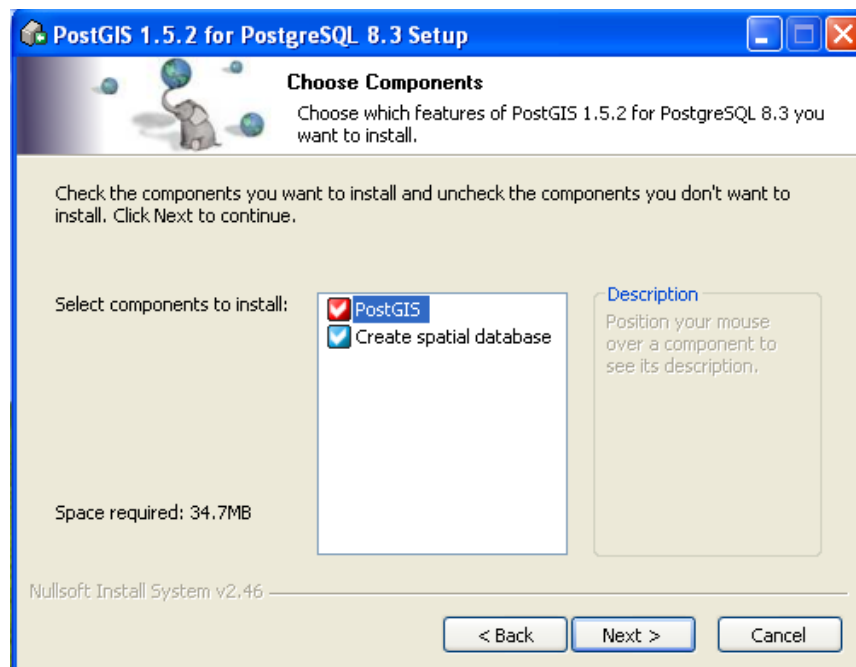 PostGIS 1.5.2 for PostgreSQL 8.3 Setup
Choose Components
Choose which features of PostGIS 1.5.2 for PostgreSQL 8.3 you
want to install.
Check the components you want to install and uncheck the components you don't want to
install. Click Next to continue.
Select components to install:
PostGIS
Create spatial database
Description
Position your mouse
over a component to
see its description.
Space required: 34.7MB
Nullsoft Install System v2.46
< Back
Next >
Cancel